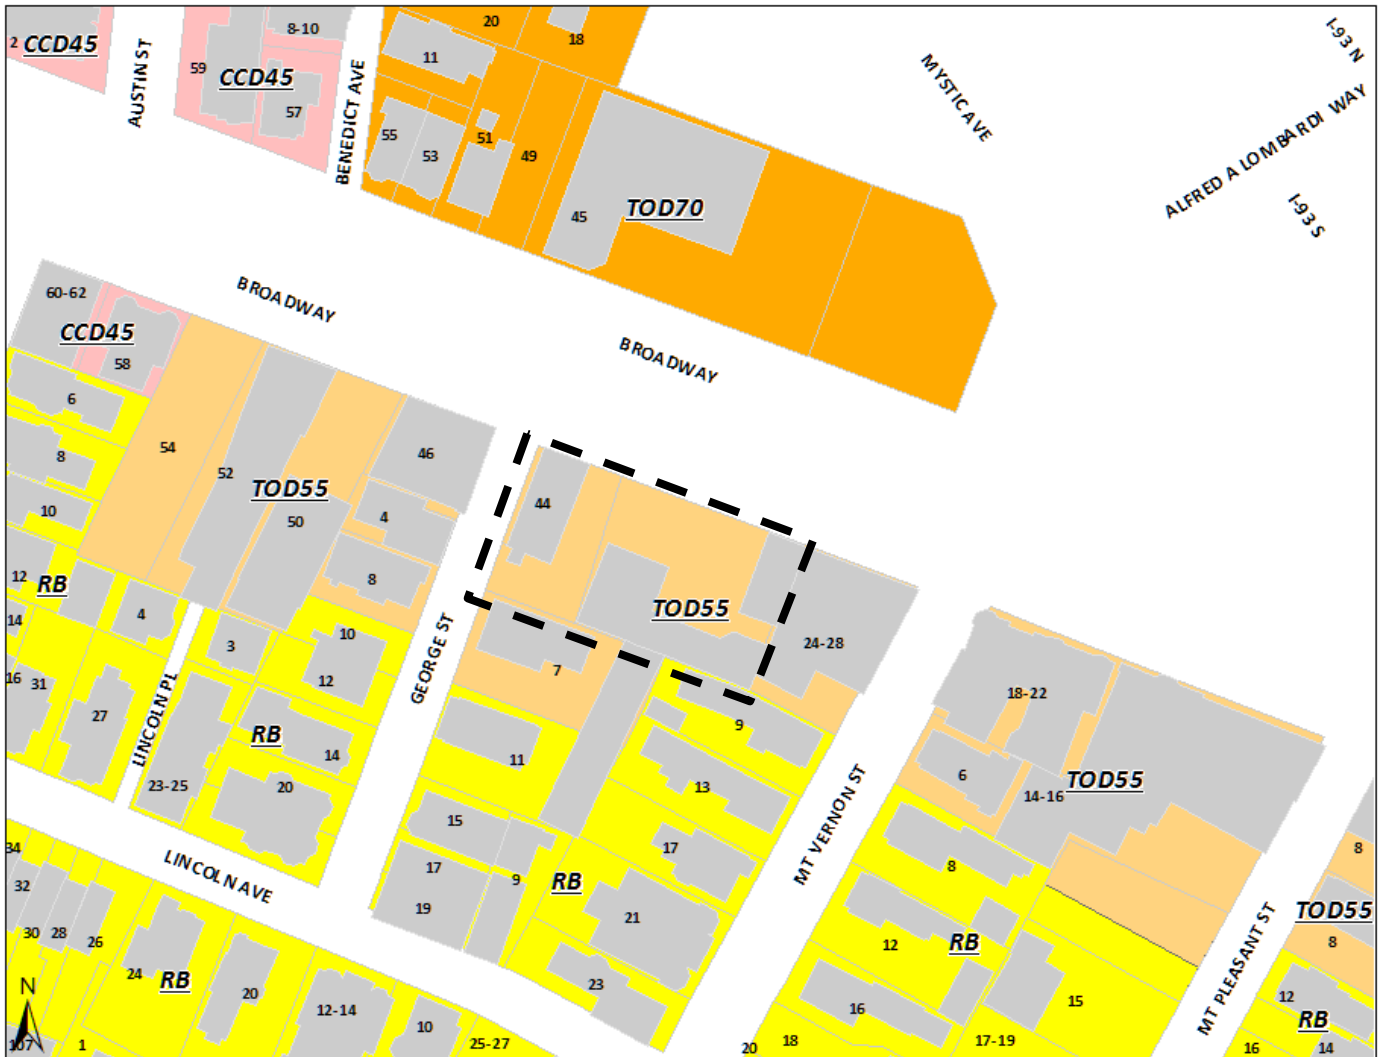 2
CCD45
AUSTIN ST
59
8-10
CCD45
57
BENEDICT AVE
20
18
11
55
53
51
49
45
TOD70
MYSTIC AVE
I-93 N
ALFRED A LOMBARDI WAY
I-93 S
60-62
CCD45
58
BROADWAY
BROADWAY
6
8
10
54
52
TOD55
50
46
4
8
44
TOD55
24-28
12
RB
14
16
31
4
3
10
12
GEORGE ST
7
9
18-22
27
LINCOLN PL
RB
14
23-25
20
11
13
6
14-16
TOD55
15
17
MT VERNON ST
8
8
34
LINCOLN AVE
17
19
9
RB
21
TOD55
8
32
30
28
26
24
RB
20
12-14
10
23
12
RB
16
15
MT PLEASANT ST
12
RB
N
107
1
25-27
20
18
17-19
16
14